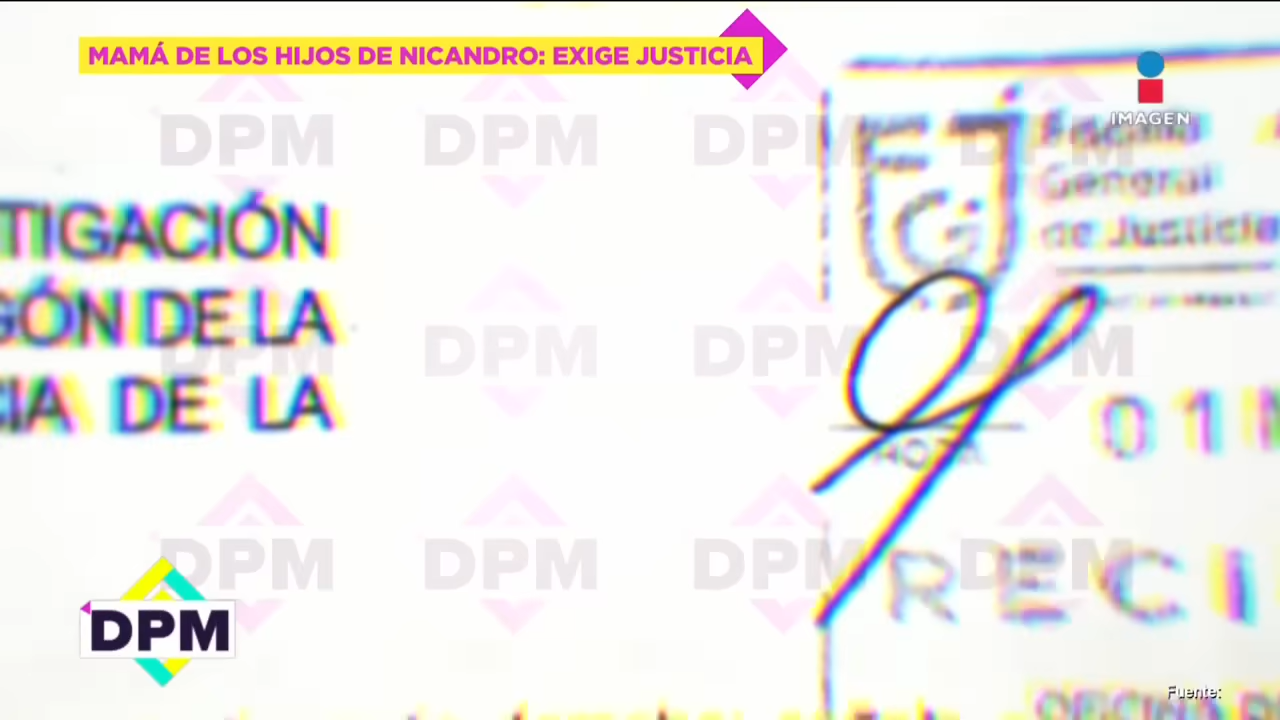 MAMÁ DE LOS HIJOS DE NICANDRO: EXIGE JUSTICIA
IMAGEN
DPM DPM DPM DPM
Fiscalía
General
de Justicia
TIGACIÓN
GÓN DE LA
CIA DE LA
DPM DPM DPM DPM
HORA
RECI
DPM DPM DPM DPM
DPM
Fuente: